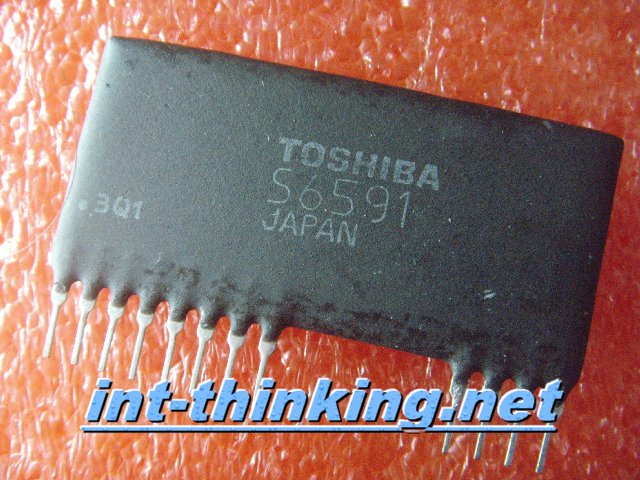 TOSHIBA
S6591
.3Q1
JAPAN
int-thinking.net